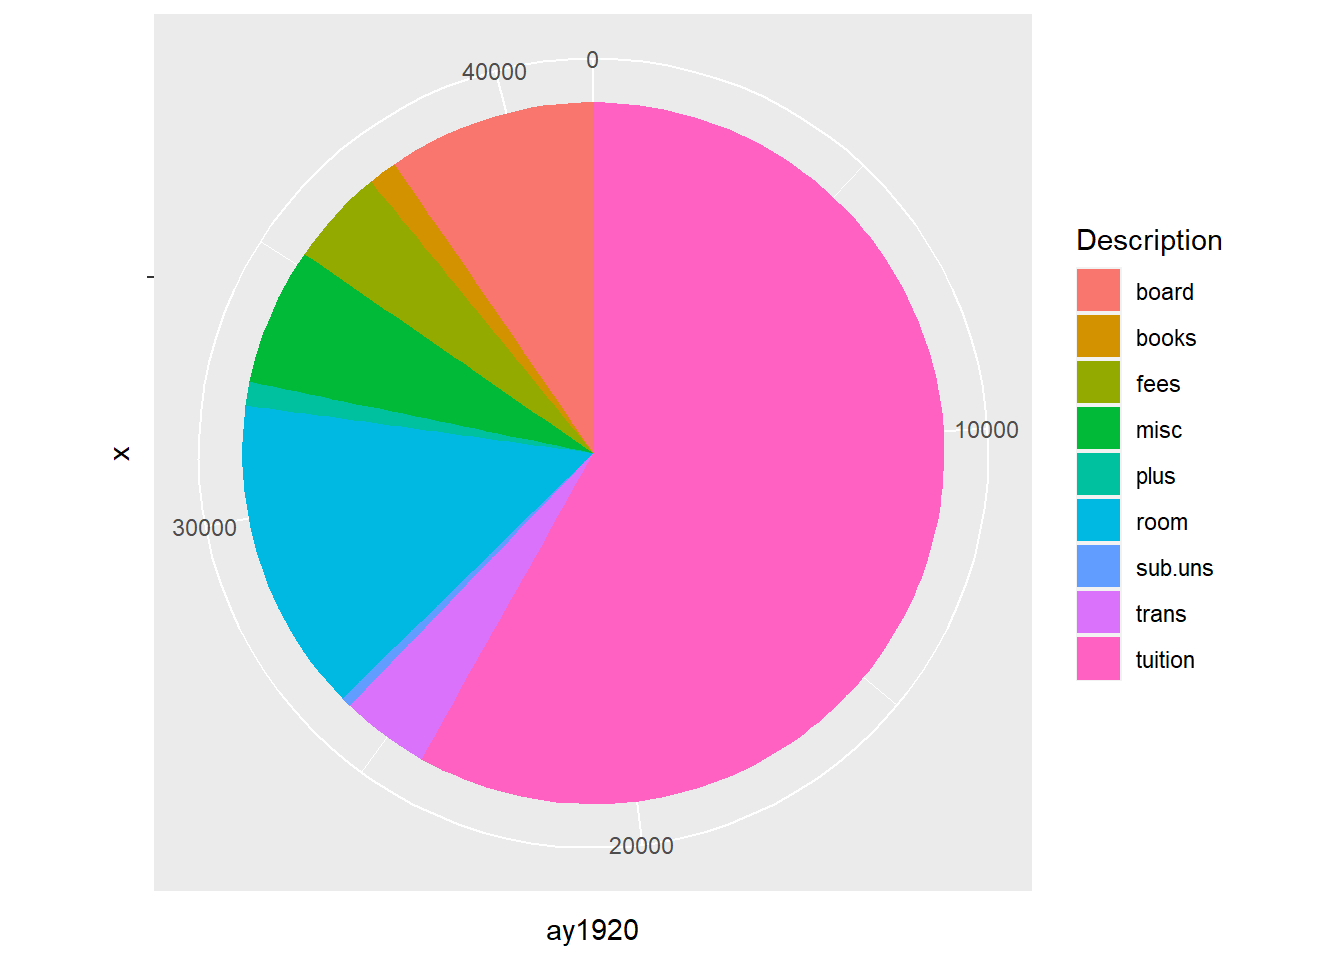 0
40000
10000
30000
20000
x
ay1920
Description
board
books
fees
misc
plus
room
sub.uns
trans
tuition